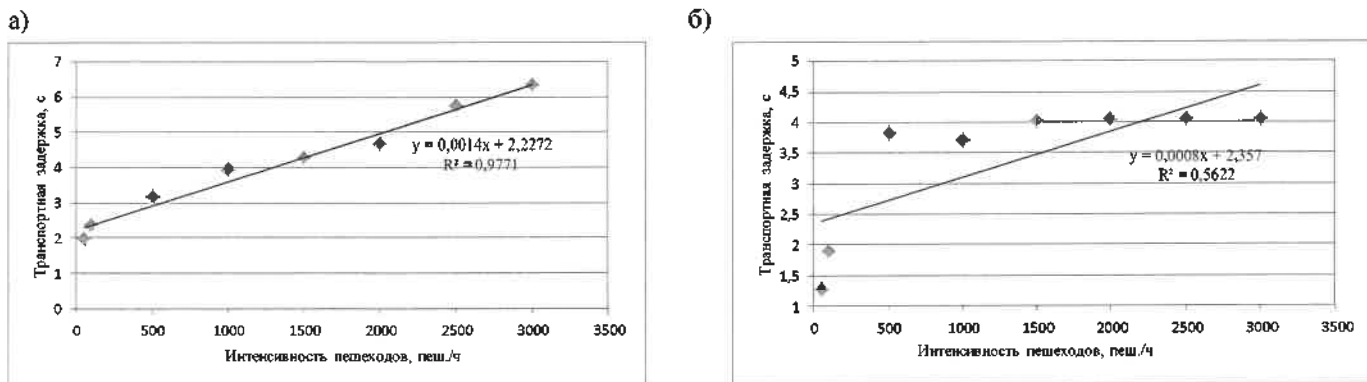 а)
7
6
5
4
3
2
1
0
Транспортная задержка, с
y = 0,0014x + 2,2272
R² = 0,9771
0 500 1000 1500 2000 2500 3000 3500
Интенсивность пешеходов, пеш./ч
б)
5
4,5
4
3,5
3
2,5
2
1,5
1
Транспортная задержка, с
y = 0,0008x + 2,357
R² = 0,5622
0 500 1000 1500 2000 2500 3000 3500
Интенсивность пешеходов, пеш./ч